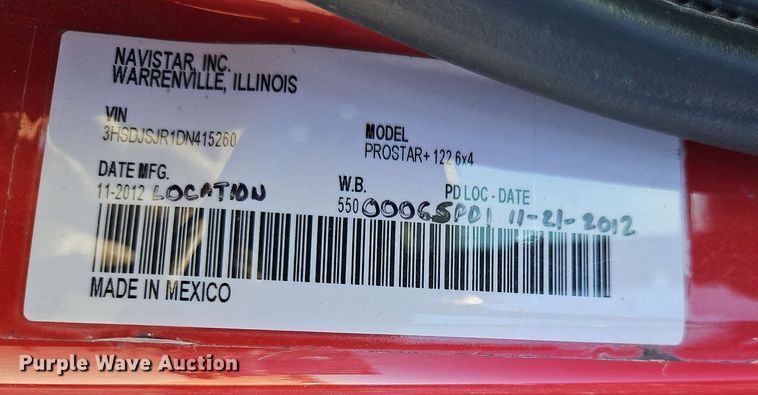 NAVISTAR, INC.
WARRENVILLE, ILLINOIS
VIN
3HSDJSJR1DN415260
MODEL
PROSTAR+ 122 6x4
DATE MFG.
11-2012 LOCATION
W.B.
PD LOC - DATE
550 00065PD1 11-21-2012
MADE IN MEXICO
Purple Wave Auction